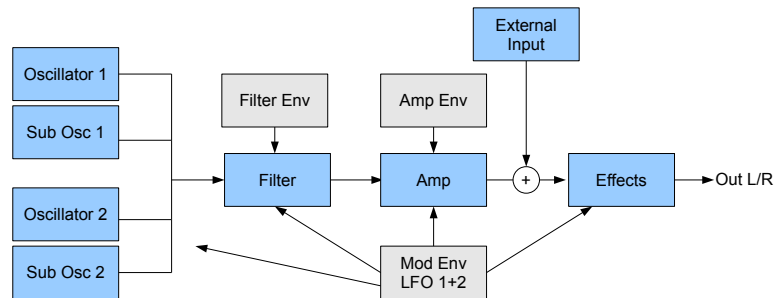 External
Input
Oscillator 1
Filter Env
Amp Env
Sub Osc 1
Filter
Amp
+
Effects
Out L/R
Oscillator 2
Sub Osc 2
Mod Env
LFO 1+2